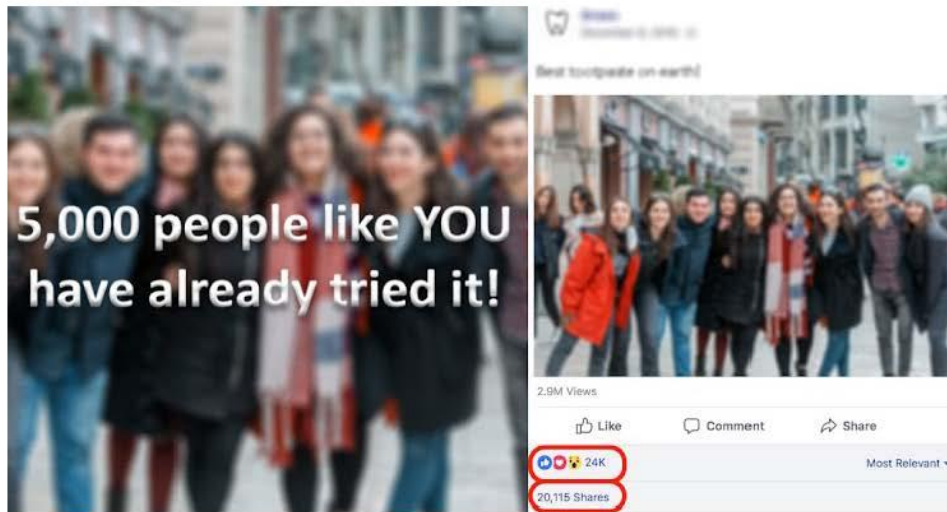 5,000 people like YOU
have already tried it!
Best tootpaste on earth!
2.9M Views
Like Comment Share
24K Most Relevant
20,115 Shares